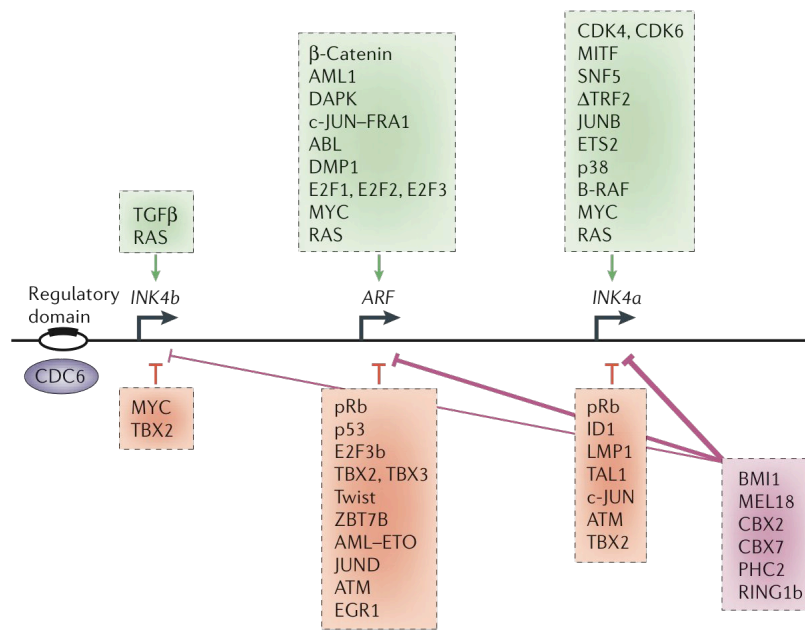 β-Catenin
AML1
DAPK
c-JUN–FRA1
ABL
DMP1
E2F1, E2F2, E2F3
MYC
RAS
CDK4, CDK6
MITF
SNF5
ΔTRF2
JUNB
ETS2
p38
B-RAF
MYC
RAS
TGFβ
RAS
Regulatory
domain
INK4b
ARF
INK4a
CDC6
MYC
TBX2
pRb
p53
E2F3b
TBX2, TBX3
Twist
ZBT7B
AML–ETO
JUND
ATM
EGR1
pRb
ID1
LMP1
TAL1
c-JUN
ATM
TBX2
BMI1
MEL18
CBX2
CBX7
PHC2
RING1b